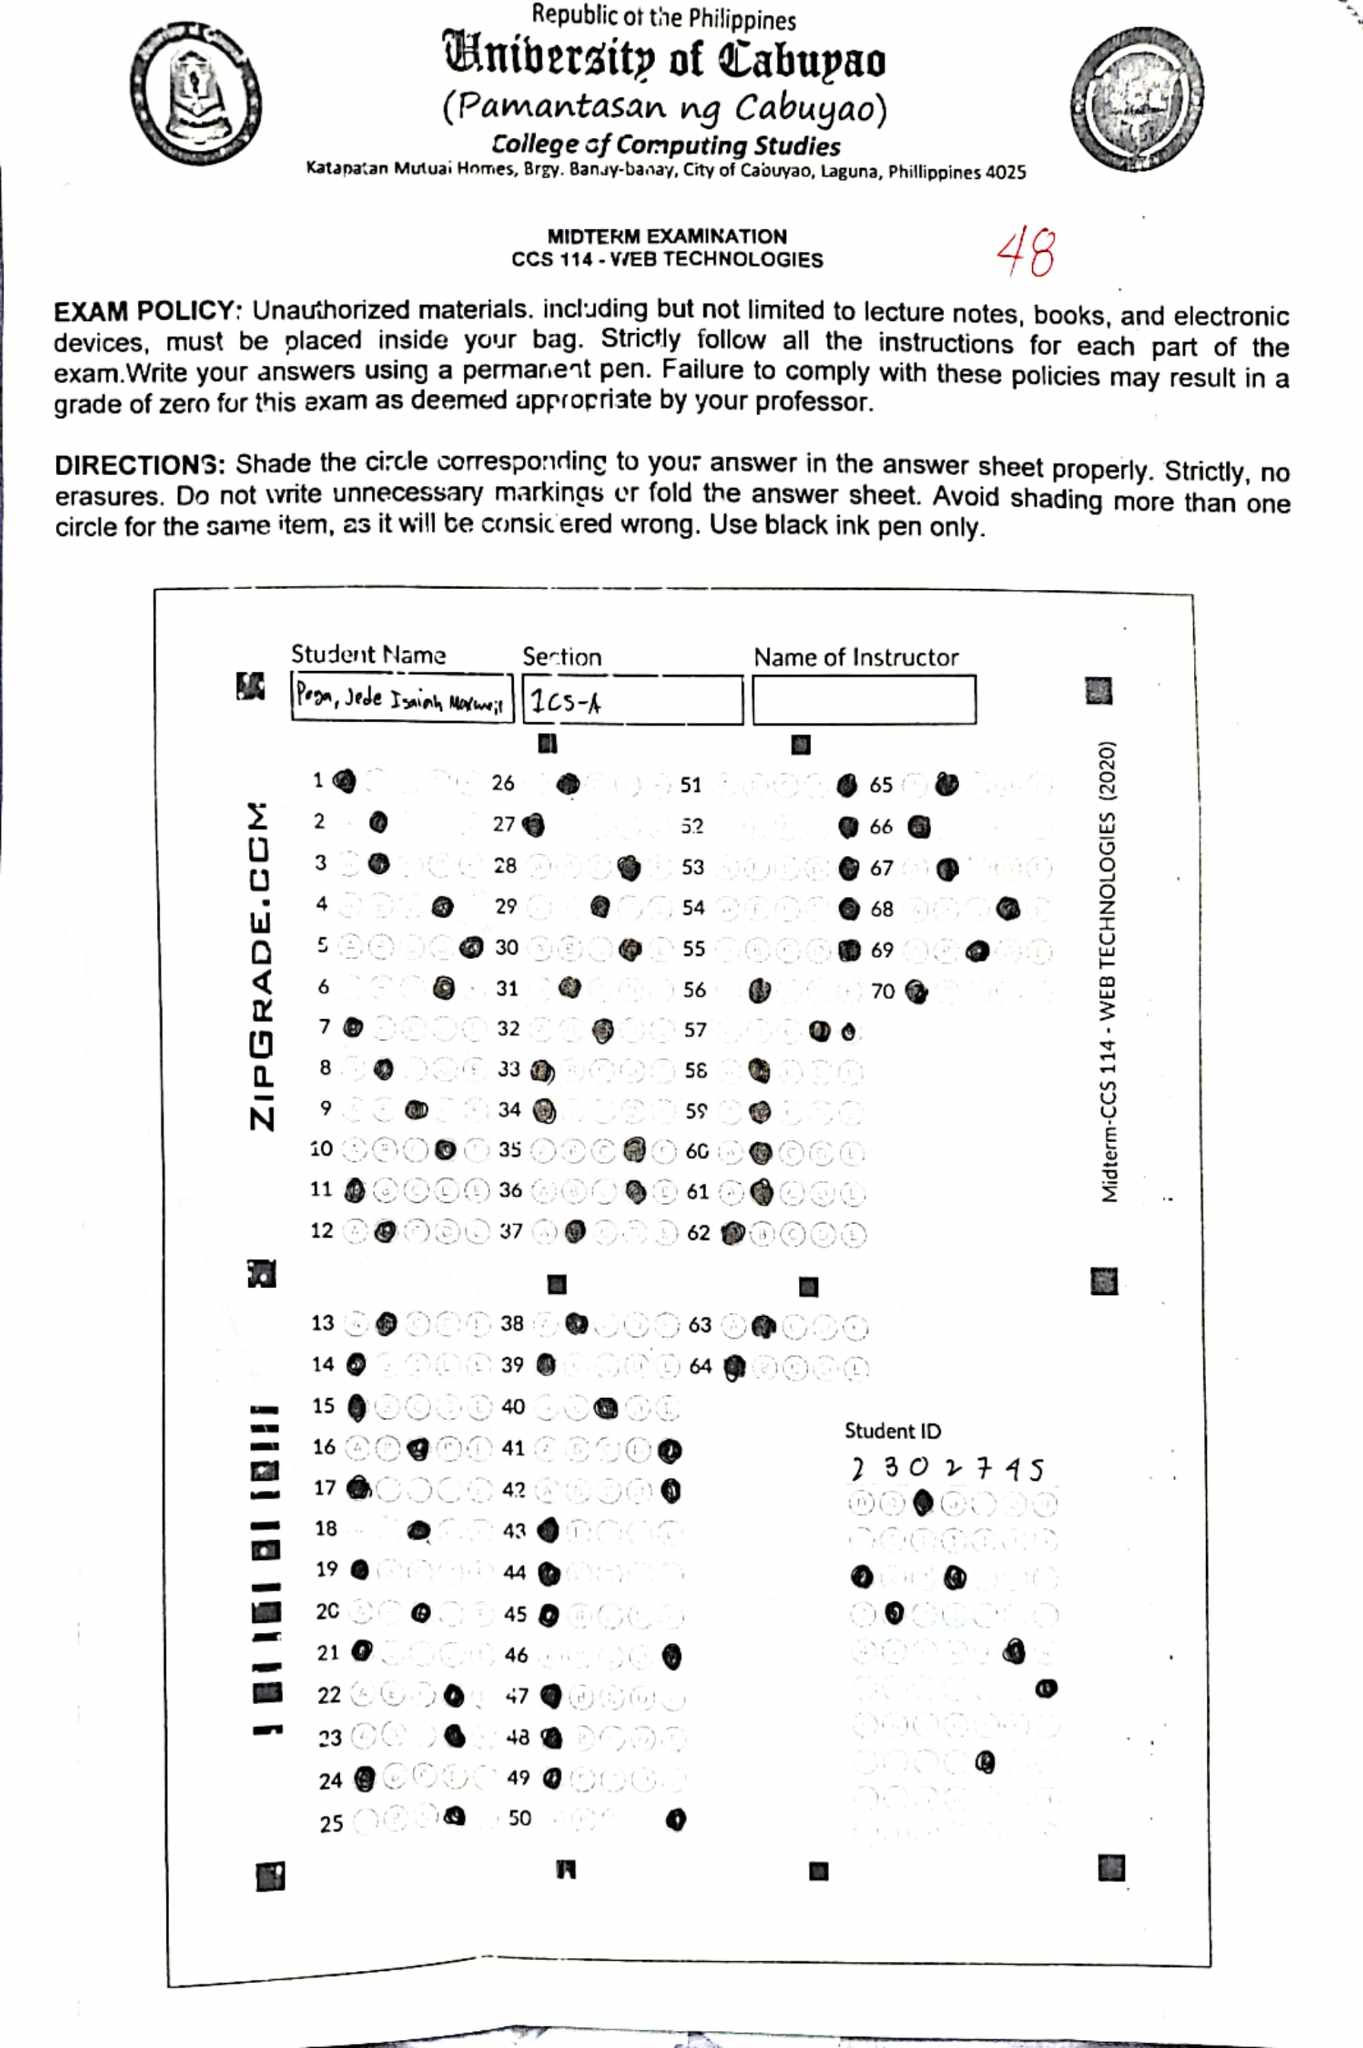 Republic of the Philippines
University of Cabuyao
(Pamantasan ng Cabuyao)
College of Computing Studies
Katapatan Mutual Homes, Brgy. Banay-banay, City of Cabuyao, Laguna, Phillippines 4025
MIDTERM EXAMINATION
CCS 114 - WEB TECHNOLOGIES
48
EXAM POLICY: Unauthorized materials. including but not limited to lecture notes, books, and electronic
devices, must be placed inside your bag. Strictly follow all the instructions for each part of the
exam.Write your answers using a permanent pen. Failure to comply with these policies may result in a
grade of zero for this exam as deemed appropriate by your professor.
DIRECTIONS: Shade the circle corresponding to your answer in the answer sheet properly. Strictly, no
erasures. Do not write unnecessary markings or fold the answer sheet. Avoid shading more than one
circle for the same item, as it will be considered wrong. Use black ink pen only.
Student Name Section Name of Instructor
Jede Isaiah 1CS-A
ZIPGRADE.COM
Midterm-CCS 114 - WEB TECHNOLOGIES (2020)
1 26 51 65
2 27 52 66
3 28 53 67
4 29 54 68
5 30 55 69
6 31 56 70
7 32 57
8 33 58
9 34 59
10 35 60
11 36 61
12 37 62
13 38 63
14 39 64
15 40
16 41
17 42
18 43
19 44
20 45
21 46
22 47
23 48
24 49
25 50
Student ID
2302745